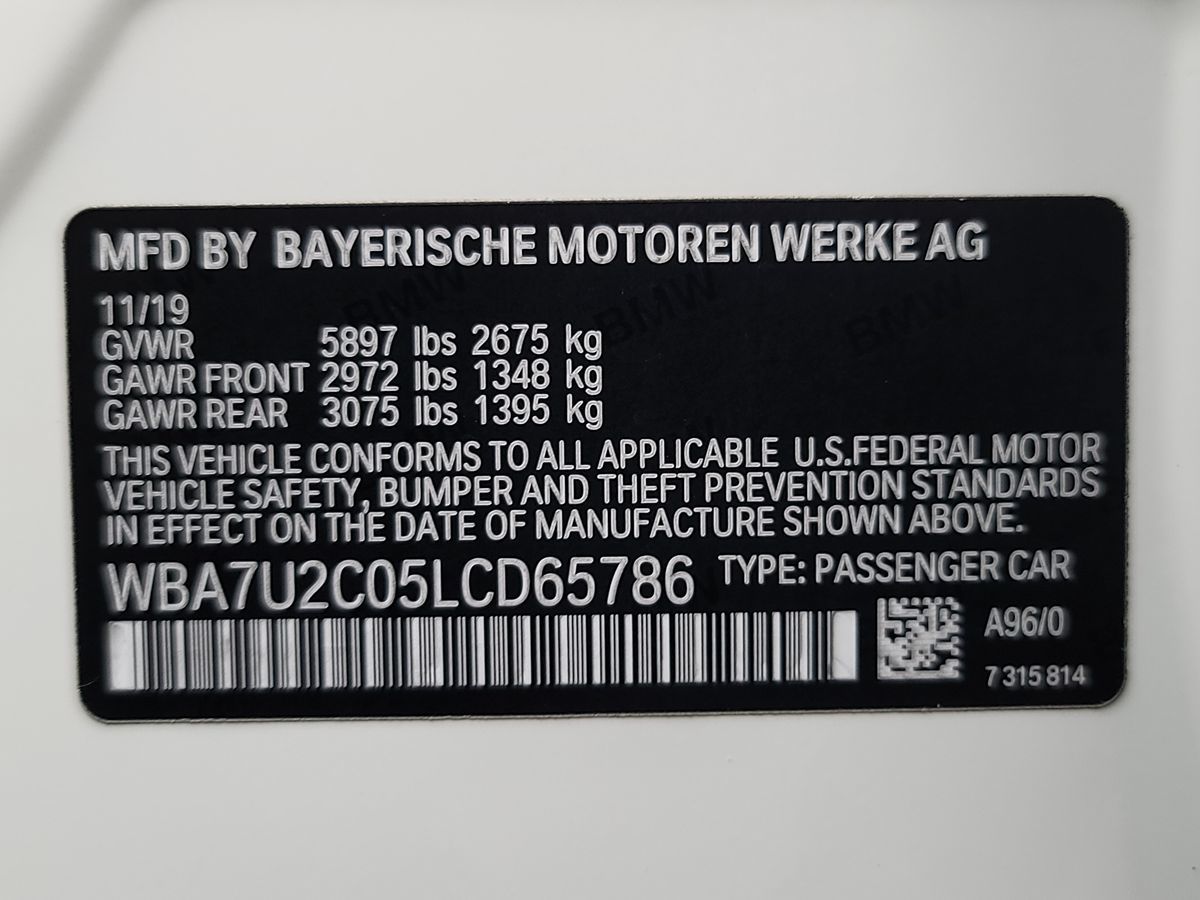 MFD BY BAYERISCHE MOTOREN WERKE AG
11/19
GVWR 5897 lbs 2675 kg
GAWR FRONT 2972 lbs 1348 kg
GAWR REAR 3075 lbs 1395 kg
THIS VEHICLE CONFORMS TO ALL APPLICABLE U.S.FEDERAL MOTOR
VEHICLE SAFETY, BUMPER AND THEFT PREVENTION STANDARDS
IN EFFECT ON THE DATE OF MANUFACTURE SHOWN ABOVE.
WBA7U2C05LCD65786 TYPE: PASSENGER CAR
A96/0
7 315 814
BMW BMW BMW